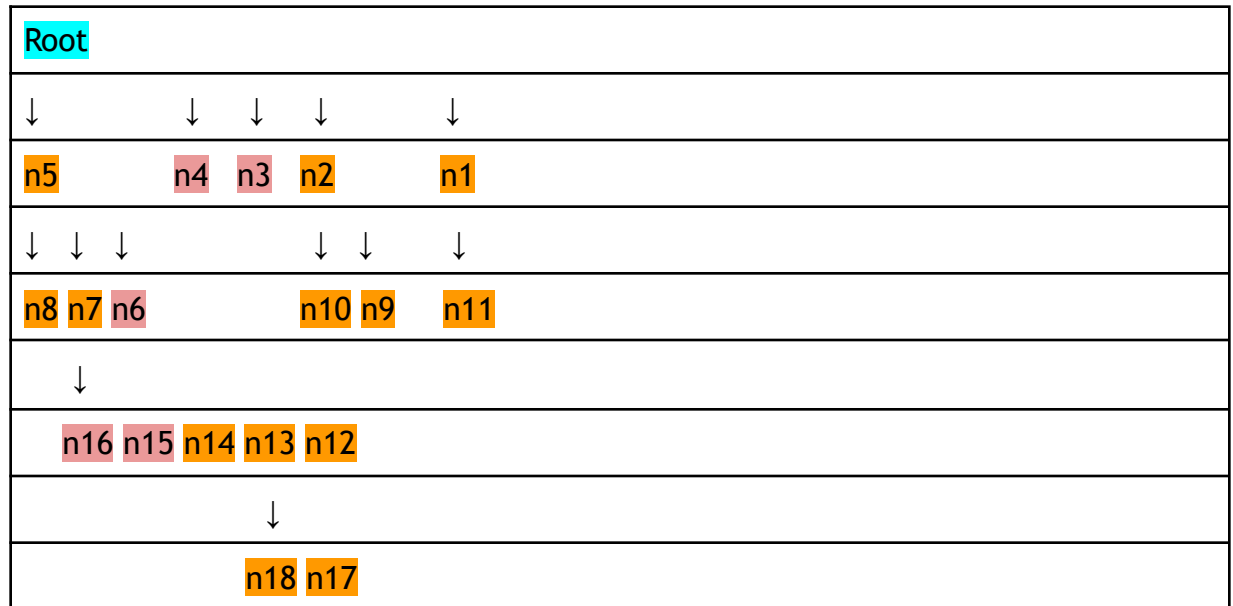 Root
↓ ↓ ↓ ↓ ↓
n5 n4 n3 n2 n1
↓ ↓ ↓ ↓ ↓ ↓
n8 n7 n6 n10 n9 n11
↓
n16 n15 n14 n13 n12
↓
n18 n17